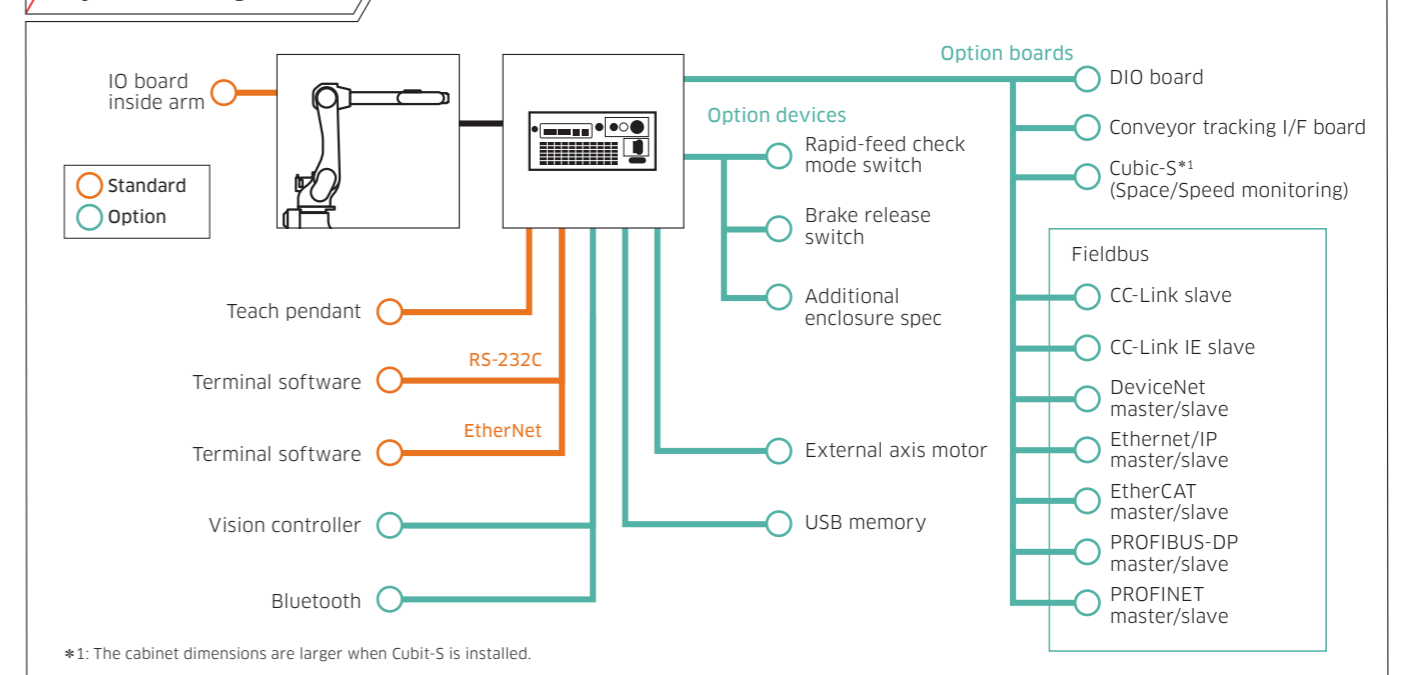 IO board
inside arm
Standard
Option
Option boards
DIO board
Conveyor tracking I/F board
Cubic-S*1
(Space/Speed monitoring)
Option devices
Rapid-feed check
mode switch
Brake release
switch
Additional
enclosure spec
Fieldbus
CC-Link slave
CC-Link IE slave
DeviceNet
master/slave
Ethernet/IP
master/slave
EtherCAT
master/slave
PROFIBUS-DP
master/slave
PROFINET
master/slave
Teach pendant
RS-232C
Terminal software
EtherNet
Terminal software
Vision controller
Bluetooth
External axis motor
USB memory
*1: The cabinet dimensions are larger when Cubit-S is installed.